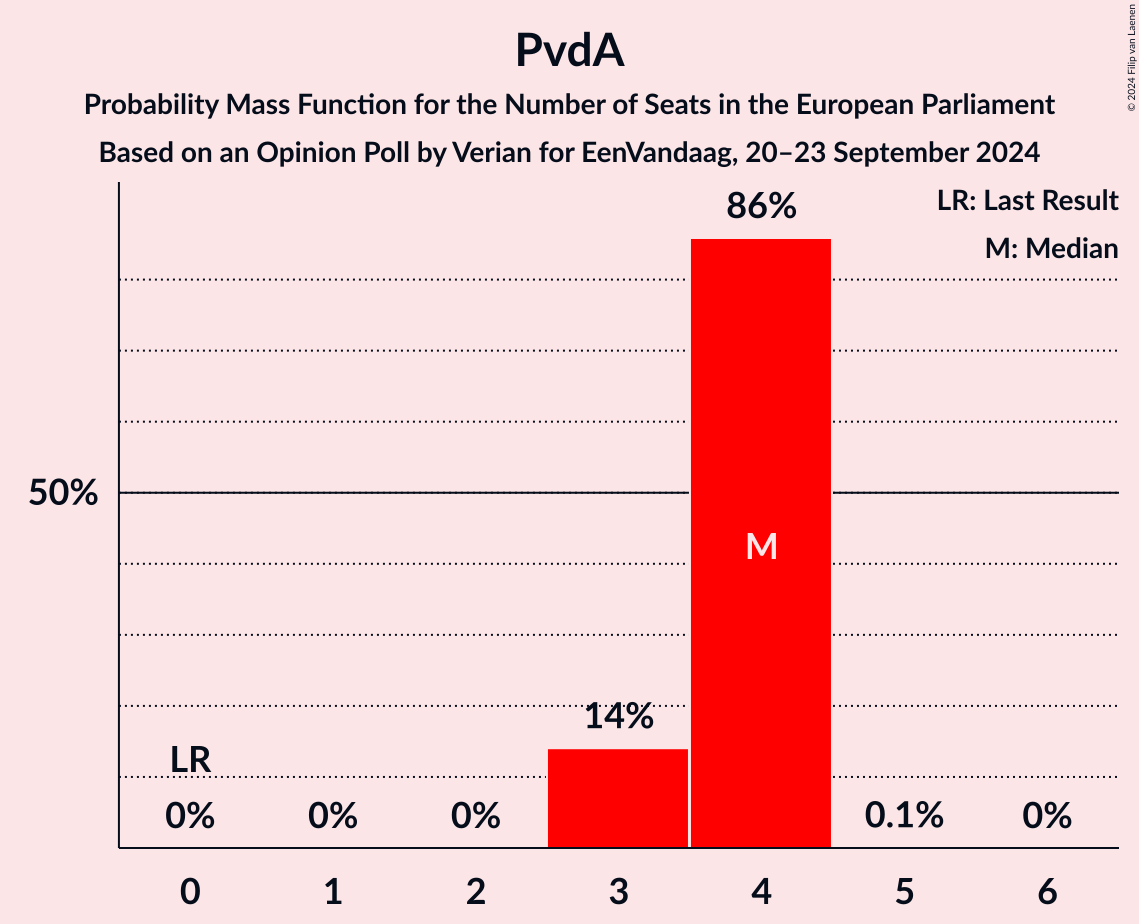 PvdA
Probability Mass Function for the Number of Seats in the European Parliament
Based on an Opinion Poll by Verian for EenVandaag, 20–23 September 2024
© 2024 Filip van Laenen
LR: Last Result
M: Median
86%
50%
M
14%
LR
0% 0% 0% 0.1% 0%
0 1 2 3 4 5 6